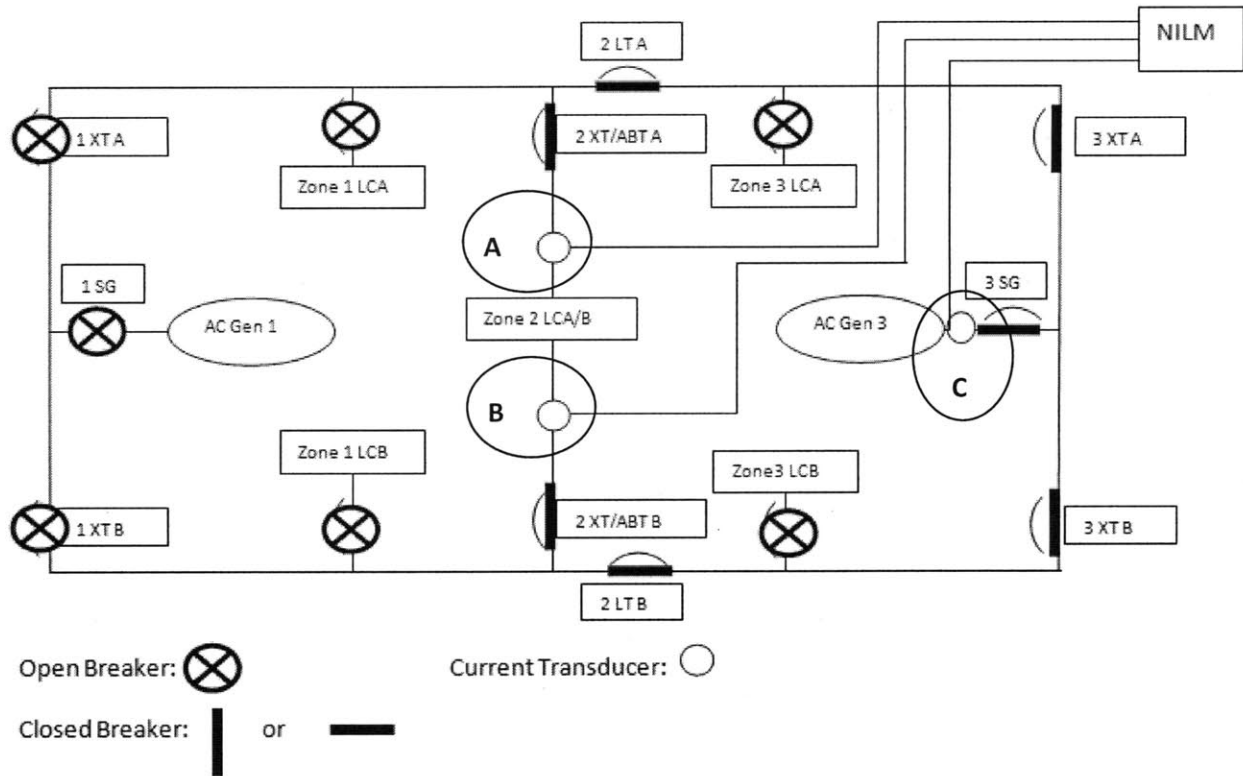 2 LT A
NILM
1 XT A
2 XT/ABT A
3 XT A
Zone 1 LCA
Zone 3 LCA
A
1 SG
3 SG
AC Gen 1
Zone 2 LCA/B
AC Gen 3
B
C
Zone 1 LCB
Zone3 LCB
1 XT B
2 XT/ABT B
3 XT B
2 LT B
Open Breaker:
Current Transducer:
Closed Breaker:
or